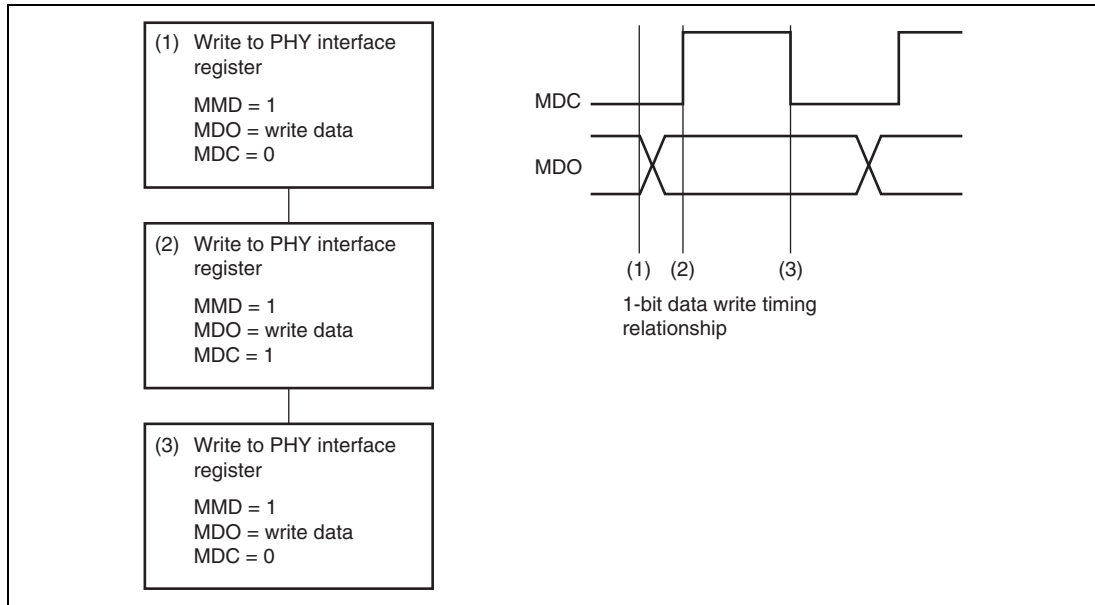 (1) Write to PHY interface
register
MMD = 1
MDO = write data
MDC = 0
(2) Write to PHY interface
register
MMD = 1
MDO = write data
MDC = 1
(3) Write to PHY interface
register
MMD = 1
MDO = write data
MDC = 0
MDC
MDO
(1) (2) (3)
1-bit data write timing
relationship